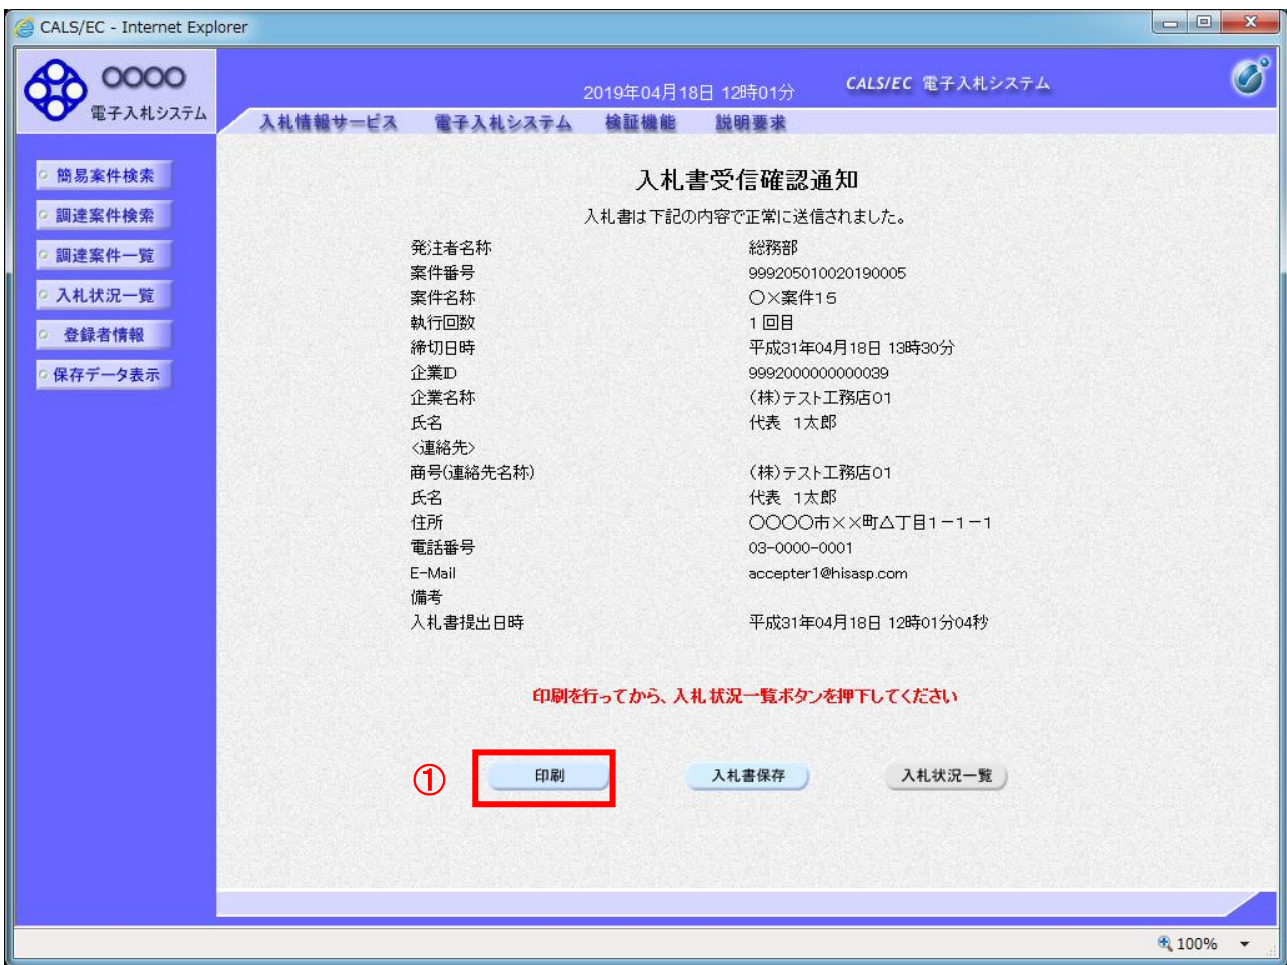 CALS/EC - Internet Explorer
〇〇〇〇
電子入札システム
2019年04月18日 12時01分
CALS/EC 電子入札システム
入札情報サービス 電子入札システム 検証機能 説明要求
簡易案件検索
調達案件検索
調達案件一覧
入札状況一覧
登録者情報
保存データ表示
入札書受信確認通知
入札書は下記の内容で正常に送信されました。
発注者名称 総務部
案件番号 999205010020190005
案件名称 〇×案件15
執行回数 1回目
締切日時 平成31年04月18日 13時30分
企業ID 9992000000000039
企業名称 (株)テスト工務店01
氏名 代表 1太郎
<連絡先>
商号(連絡先名称) (株)テスト工務店01
氏名 代表 1太郎
住所 〇〇〇〇市××町△丁目1-1-1
電話番号 03-0000-0001
E-Mail accepter1@hisasp.com
備考
入札書提出日時 平成31年04月18日 12時01分04秒
印刷を行ってから、入札状況一覧ボタンを押下してください
① 印刷 入札書保存 入札状況一覧
100%